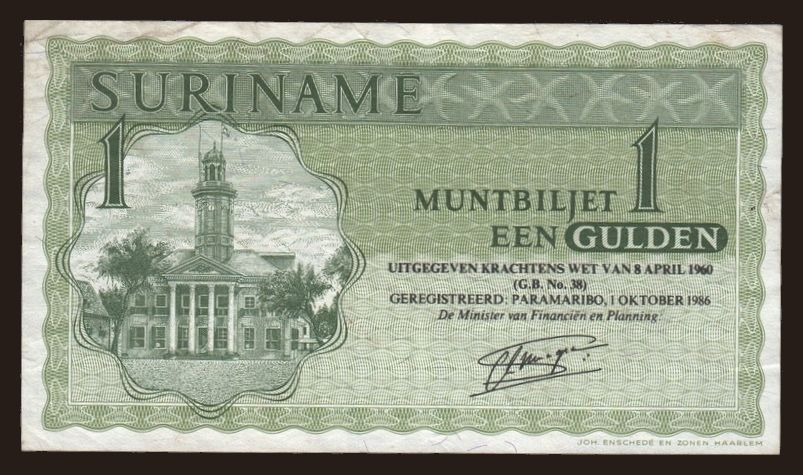 SURINAME
1
MUNTBILJET 1
EEN GULDEN
UITGEGEVEN KRACHTENS WET VAN 8 APRIL 1960
(G.B. No. 38)
GEREGISTREERD: PARAMARIBO, 1 OKTOBER 1986
De Minister van Financiën en Planning.
JOH. ENSCHEDÉ EN ZONEN HAARLEM